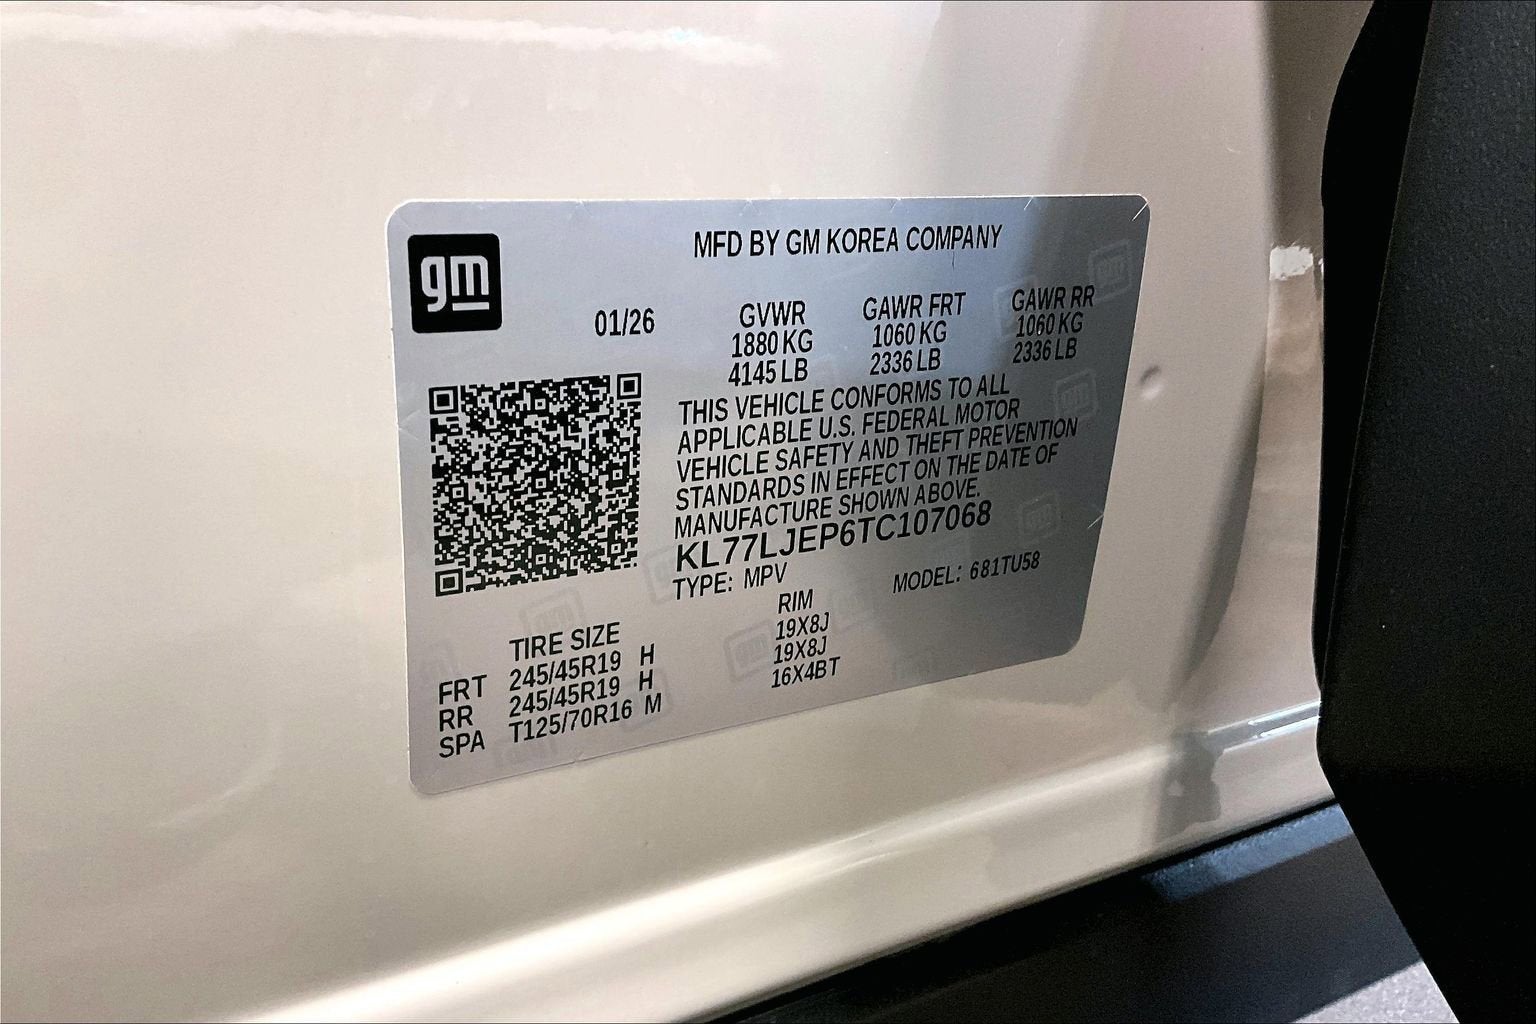 gm
MFD BY GM KOREA COMPANY
01/26
GVWR
1880 KG
4145 LB
GAWR FRT
1060 KG
2336 LB
GAWR RR
1060 KG
2336 LB
THIS VEHICLE CONFORMS TO ALL
APPLICABLE U.S. FEDERAL MOTOR
VEHICLE SAFETY AND THEFT PREVENTION
STANDARDS IN EFFECT ON THE DATE OF
MANUFACTURE SHOWN ABOVE.
KL77LJEP6TC107068
TYPE: MPV MODEL: 681TU58
TIRE SIZE RIM
FRT 245/45R19 H 19X8J
RR 245/45R19 H 19X8J
SPA T125/70R16 M 16X4BT